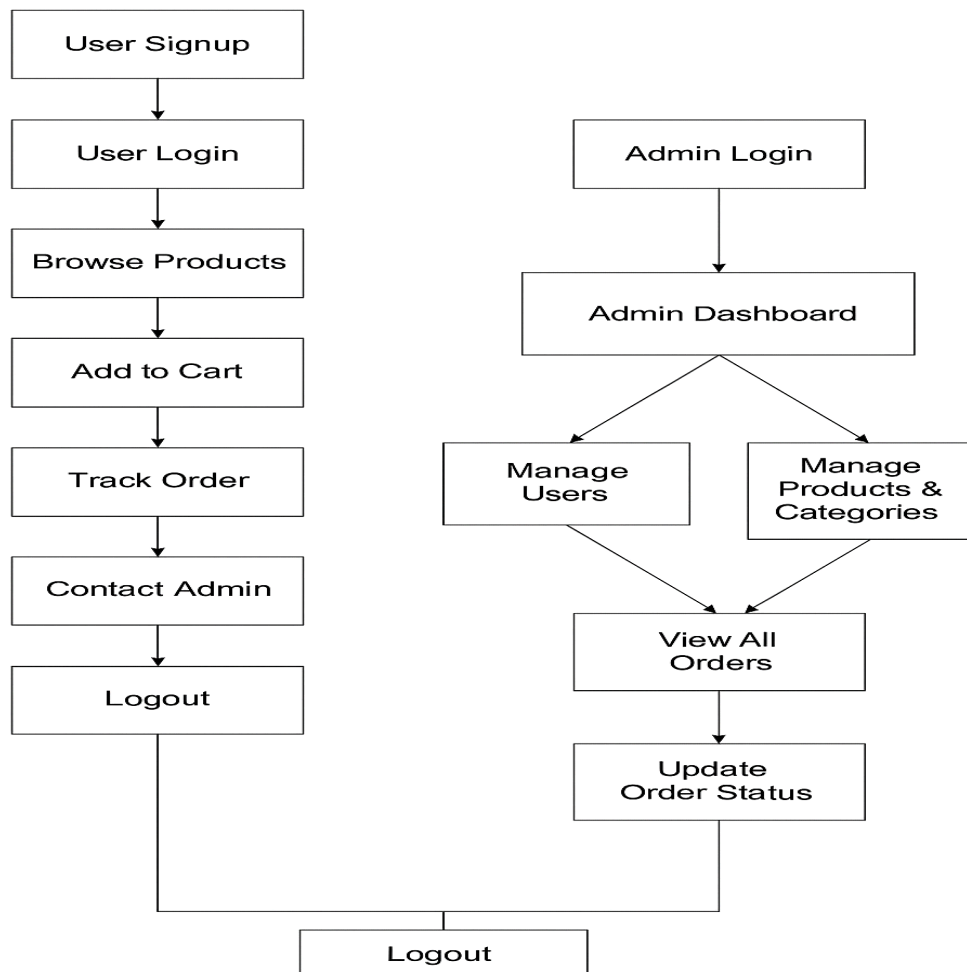 User Signup
User Login
Browse Products
Add to Cart
Track Order
Contact Admin
Logout
Admin Login
Admin Dashboard
Manage
Users
Manage
Products &
Categories
View All
Orders
Update
Order Status
Logout